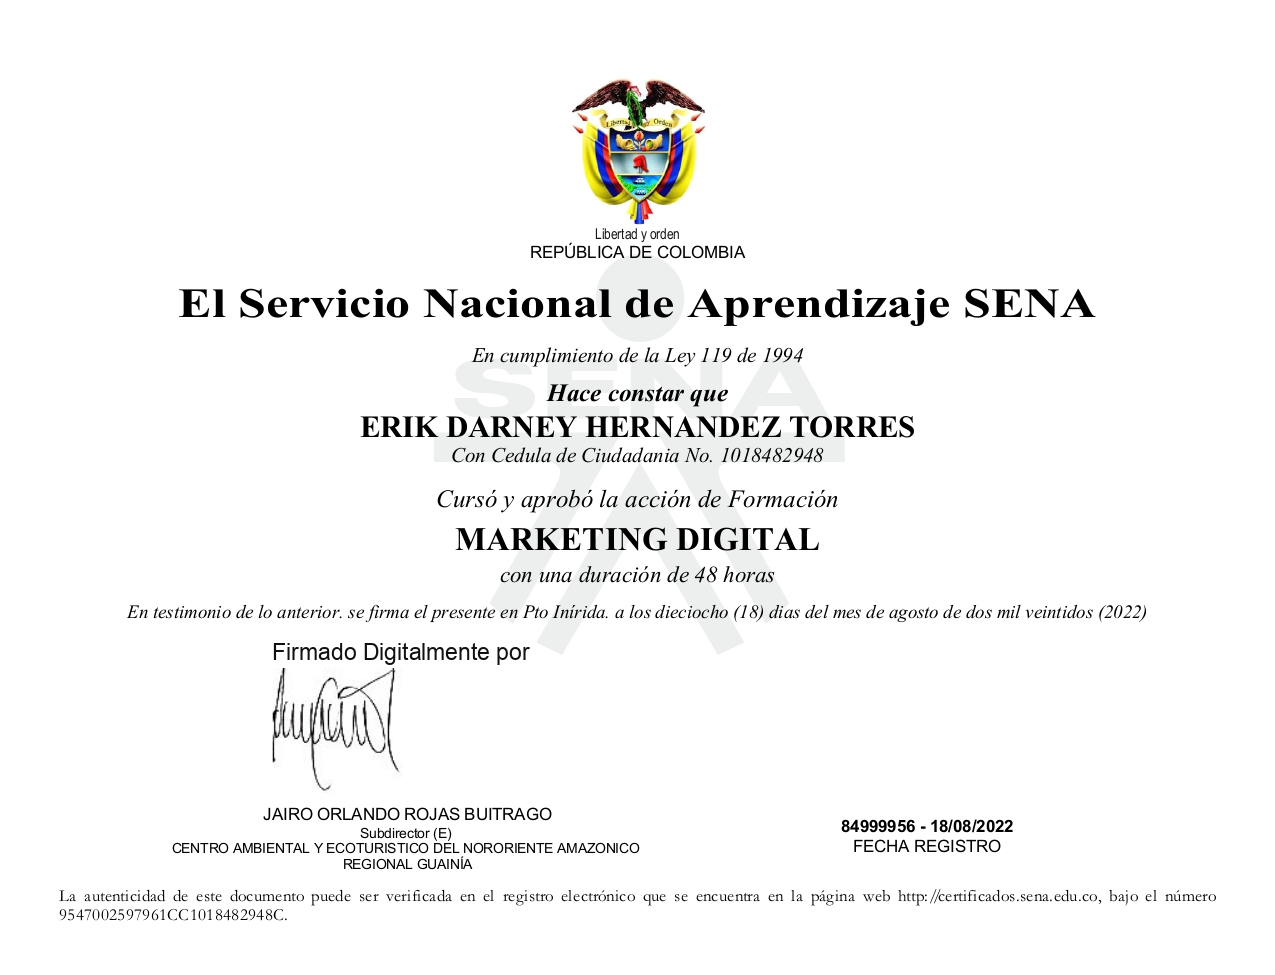 Libertad y Orden
Libertad y orden
REPÚBLICA DE COLOMBIA
El Servicio Nacional de Aprendizaje SENA
En cumplimiento de la Ley 119 de 1994
SENA
Hace constar que
ERIK DARNEY HERNANDEZ TORRES
Con Cedula de Ciudadania No. 1018482948
Cursó y aprobó la acción de Formación
MARKETING DIGITAL
con una duración de 48 horas
En testimonio de lo anterior. se firma el presente en Pto Inírida. a los dieciocho (18) dias del mes de agosto de dos mil veintidos (2022)
Firmado Digitalmente por
JAIRO ORLANDO ROJAS BUITRAGO
Subdirector (E)
CENTRO AMBIENTAL Y ECOTURISTICO DEL NORORIENTE AMAZONICO
REGIONAL GUAINÍA
84999956 - 18/08/2022
FECHA REGISTRO
La autenticidad de este documento puede ser verificada en el registro electrónico que se encuentra en la página web http://certificados.sena.edu.co, bajo el número
9547002597961CC1018482948C.